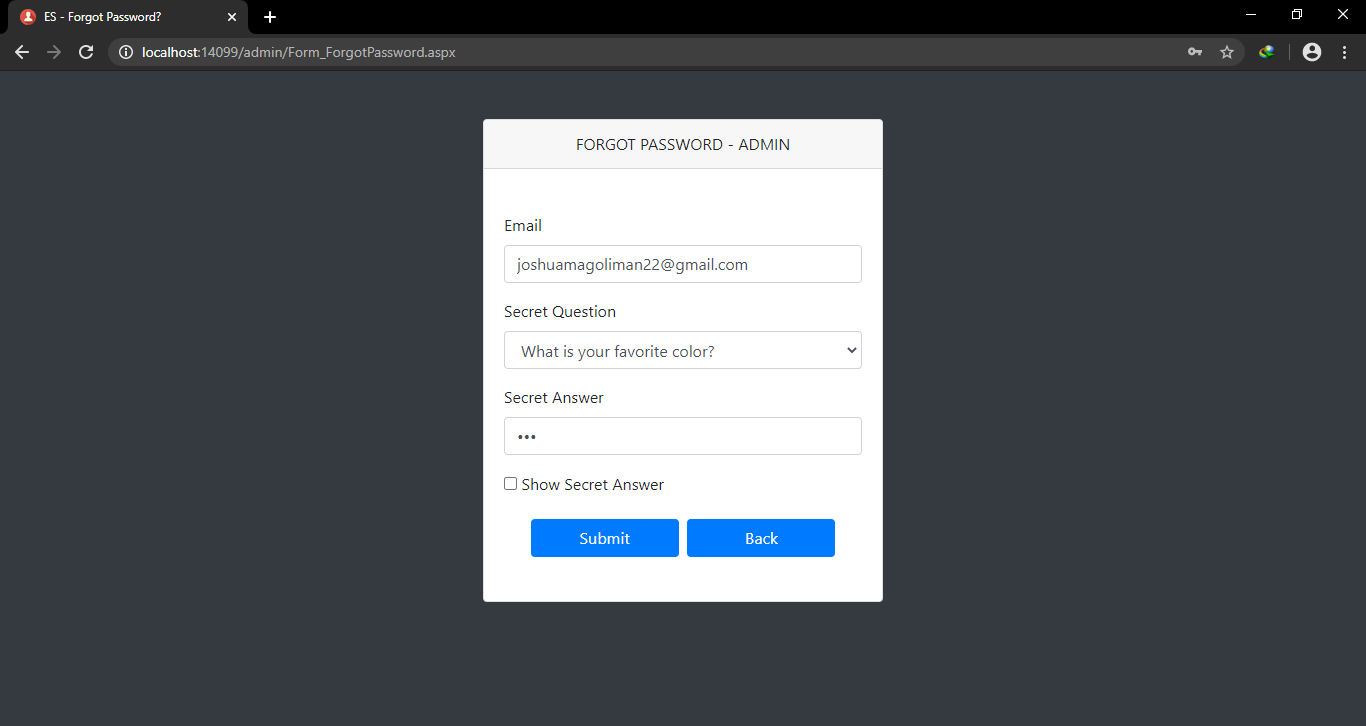 ES - Forgot Password?
localhost:14099/admin/Form_ForgotPassword.aspx
FORGOT PASSWORD - ADMIN
Email
joshuamagoliman22@gmail.com
Secret Question
What is your favorite color?
Secret Answer
•••
Show Secret Answer
Submit Back